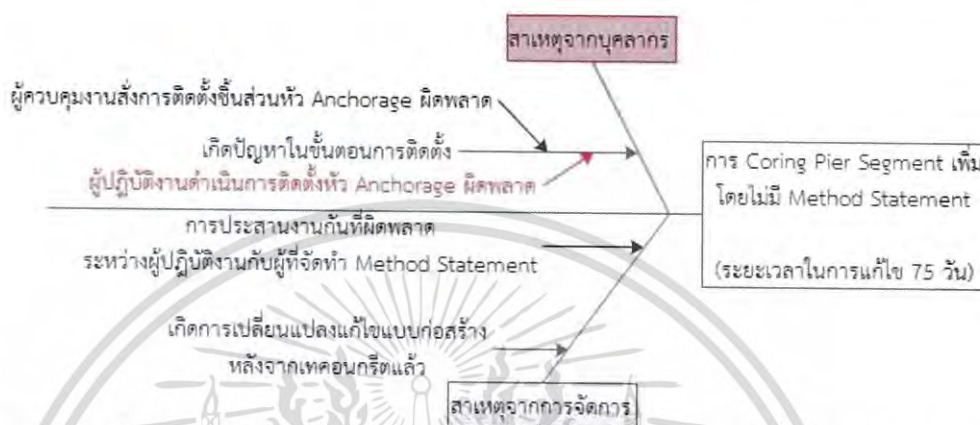 สาเหตุจากบุคลากร
ผู้ควบคุมงานสั่งการติดตั้งชิ้นส่วนหัว Anchorage ผิดพลาด
เกิดปัญหาในขั้นตอนการติดตั้ง
ผู้ปฏิบัติงานดำเนินการติดตั้งหัว Anchorage ผิดพลาด
การ Coring Pier Segment เพิ่ม
โดยไม่มี Method Statement
(ระยะเวลาในการแก้ไข 75 วัน)
การประสานงานกันที่ผิดพลาด
ระหว่างผู้ปฏิบัติงานกับผู้ที่จัดทำ Method Statement
เกิดการเปลี่ยนแปลงแก้ไขแบบก่อสร้าง
หลังจากเทคอนกรีตแล้ว
สาเหตุจากการจัดการ